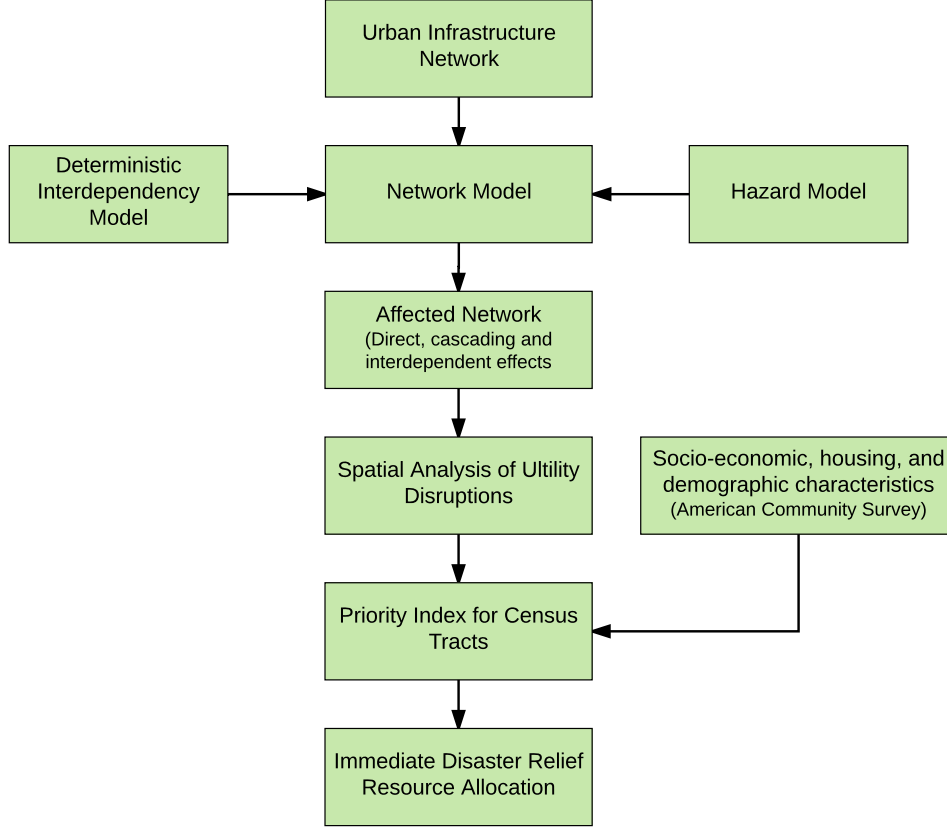 Urban Infrastructure
Network
Deterministic
Interdependency
Model
Network Model
Hazard Model
Affected Network
(Direct, cascading and
interdependent effects
Spatial Analysis of Ultility
Disruptions
Socio-economic, housing, and
demographic characteristics
(American Community Survey)
Priority Index for Census
Tracts
Immediate Disaster Relief
Resource Allocation